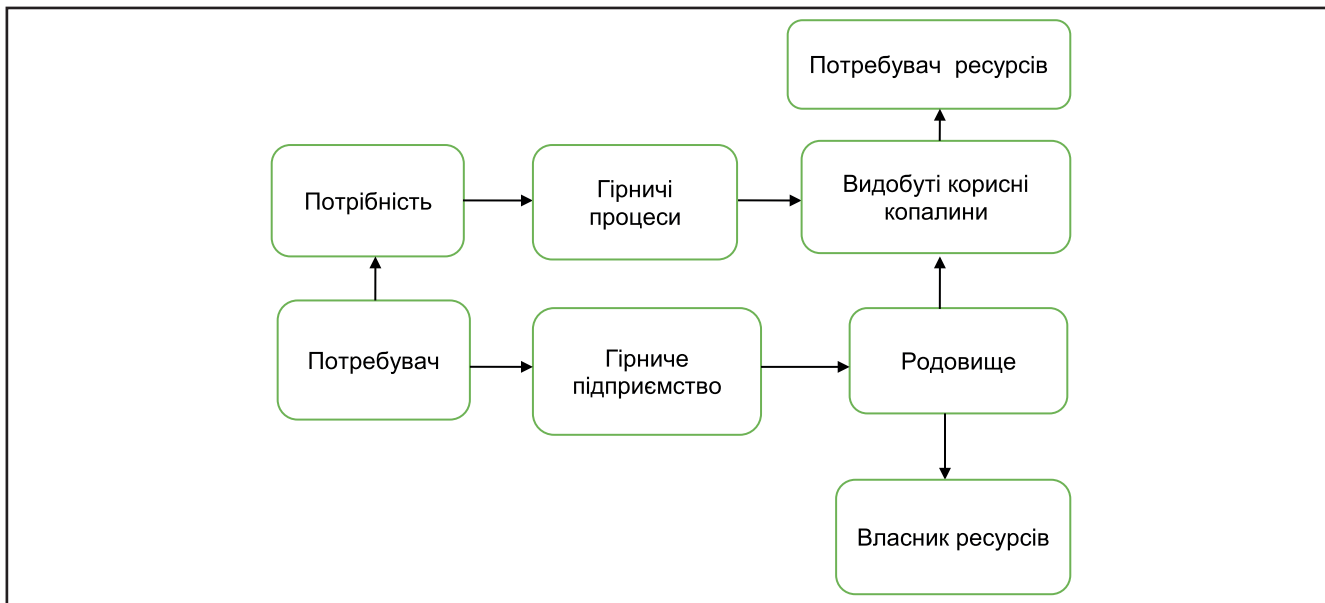 Потребувач ресурсів
Потрібність
Гірничі
процеси
Видобуті корисні
копалини
Потребувач
Гірниче
підприємство
Родовище
Власник ресурсів